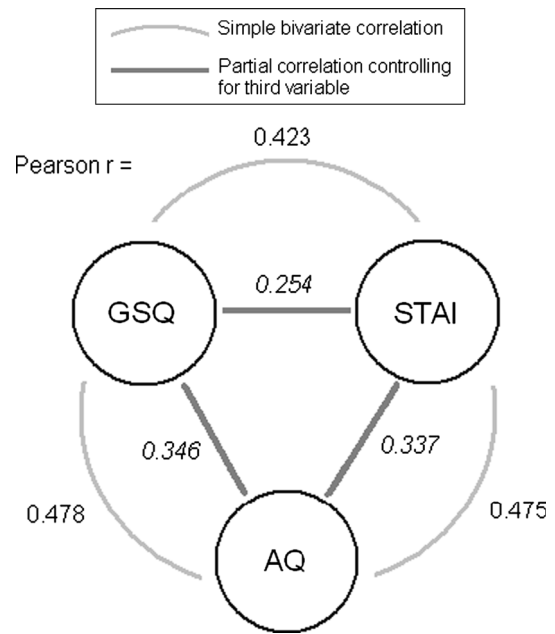 Simple bivariate correlation
Partial correlation controlling
for third variable
0.423
Pearson r =
0.254
GSQ
STAI
0.346
0.337
0.478
0.475
AQ